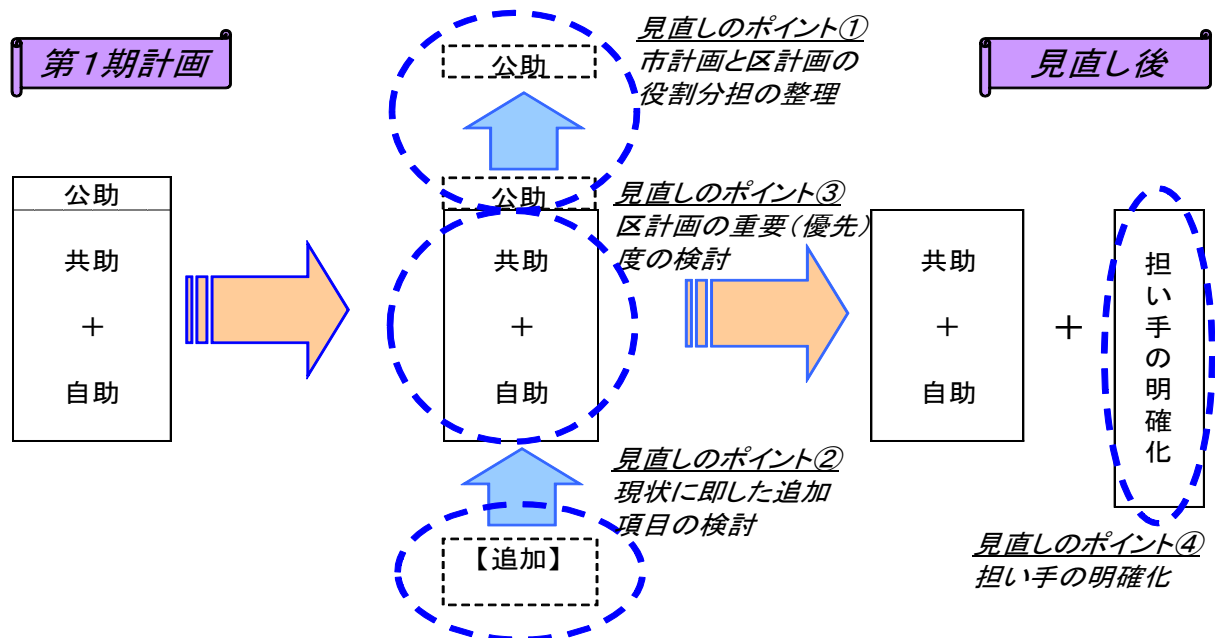 第1期計画
公助
共助
+
自助
公助
見直しのポイント①
市計画と区計画の
役割分担の整理
公助
共助
+
自助
見直しのポイント③
区計画の重要(優先)
度の検討
【追加】
見直しのポイント②
現状に即した追加
項目の検討
見直し後
共助
+
自助
+
担い手の明確化
見直しのポイント④
担い手の明確化